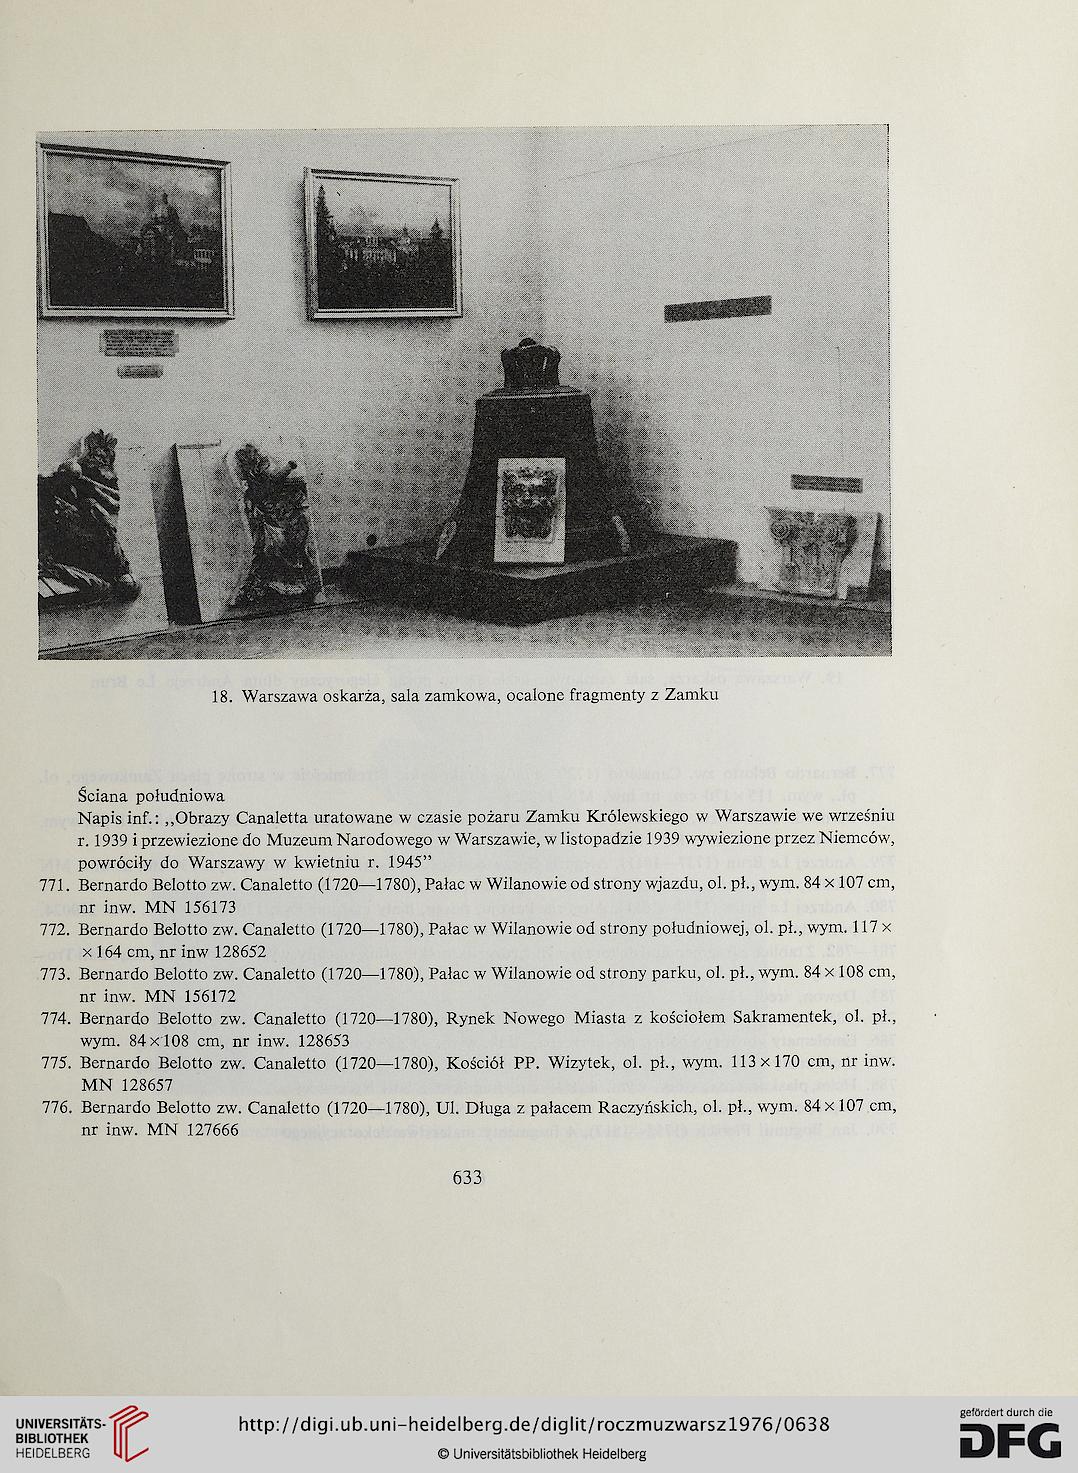 18. Warszawa oskarża, sala zamkowa, ocalone fragmenty z Zamku
Ściana południowa
Napis inf.: „Obrazy Canaletta uratowane w czasie pożaru Zamku Królewskiego w Warszawie we wrześniu
r. 1939 i przewiezione do Muzeum Narodowego w Warszawie, w listopadzie 1939 wywiezione przez Niemców,
powróciły do Warszawy w kwietniu r. 1945”
771. Bernardo Belotto zw. Canaletto (1720—1780), Pałac w Wilanowie od strony wjazdu, ol. pł., wym. 84 x 107 cm,
nr inw. MN 156173
772. Bernardo Belotto zw. Canaletto (1720—1780), Pałac w Wilanowie od strony południowej, ol. pł., wym. 117 x
x 164 cm, nr inw 128652
773. Bernardo Belotto zw. Canaletto (1720—1780), Pałac w Wilanowie od strony parku, ol. pł., wym. 84 x 108 cm,
nr inw. MN 156172
774. Bernardo Belotto zw. Canaletto (1720—1780), Rynek Nowego Miasta z kościołem Sakramentek, ol. pł.,
wym. 84 x 108 cm, nr inw. 128653
775. Bernardo Belotto zw. Canaletto (1720—1780), Kościół PP. Wizytek, ol. pł., wym. 113 x 170 cm, nr inw.
MN 128657
776. Bernardo Belotto zw. Canaletto (1720—1780), Ul. Długa z pałacem Raczyńskich, ol. pł., wym. 84 x 107 cm,
nr inw. MN 127666
633
UNIVERSITÄTS-
BIBLIOTHEK
HEIDELBERG
http://digi.ub.uni-heidelberg.de/diglit/roczmuzwarsz1976/0638
© Universitätsbibliothek Heidelberg
gefördert durch die
DFG